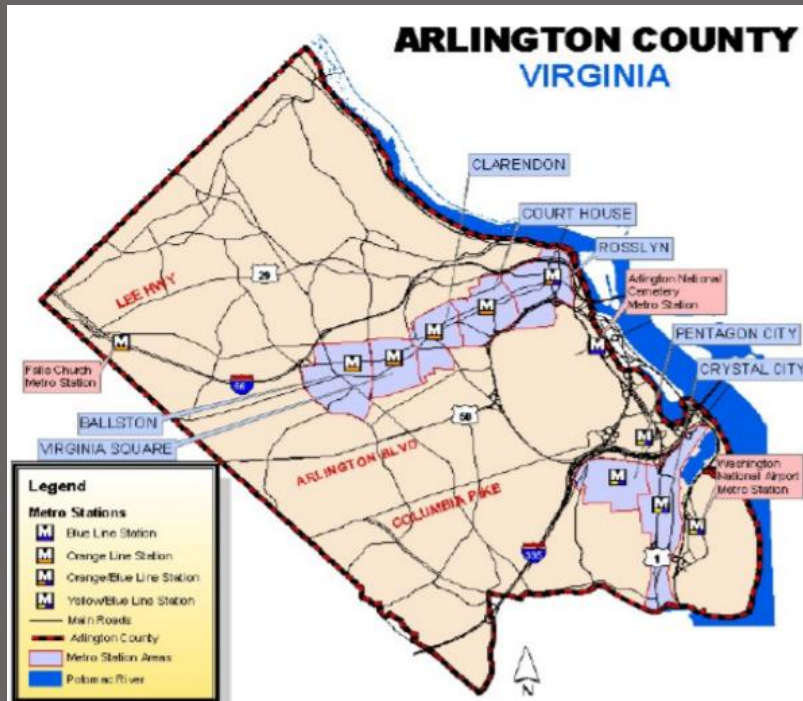 ARLINGTON COUNTY
VIRGINIA
CLARENDON
COURT HOUSE
ROSSLYN
Arlington National
Cemetery
Metro Station
PENTAGON CITY
CRYSTAL CITY
29
LEE HWY
Falls Church
Metro Station
66
BALLSTON
VIRGINIA SQUARE
50
ARLINGTON BLVD
COLUMBIA PIKE
Washington
National Airport
Metro Station
395
1
N
Legend
Metro Stations
M Blue Line Station
M Orange Line Station
M Orange/Blue Line Station
M Yellow/Blue Line Station
Main Roads
Arlington County
Metro Station Areas
Potomac River
M
M
M
M
M
M
M
M
M
M
M